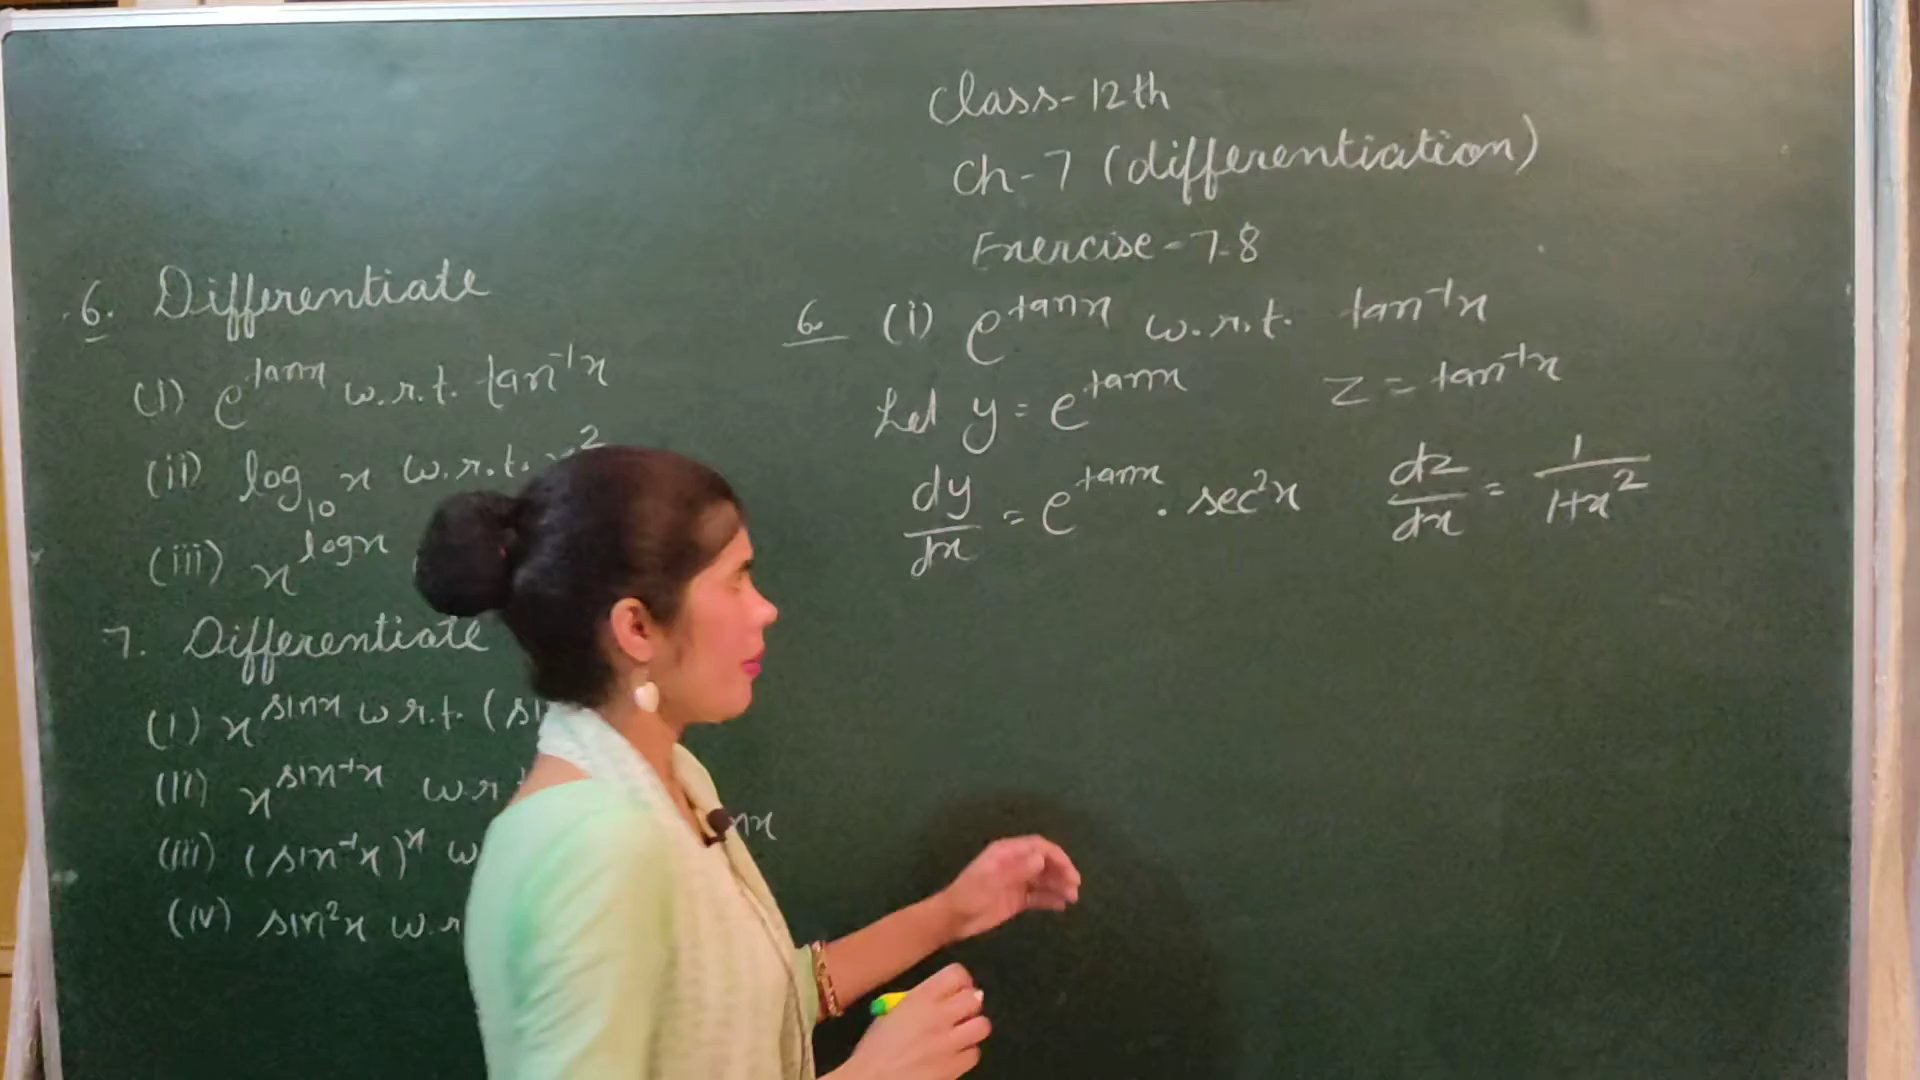 Class-12th
Ch-7 (differentiation)
Exercise-7.8
6. Differentiate
(i) e^tanx w.r.t. tan⁻¹x
(ii) log₁₀x w.r.t. x²
(iii) x^logx
7. Differentiate
(i) x^sinx w.r.t. (si
(ii) x^sin⁻¹x w.r.t
(iii) (sin⁻¹x)^x w nx
(iv) sin²x w.r
6. (i) e^tanx w.r.t. tan⁻¹x
Let y = e^tanx z = tan⁻¹x
dy/dx = e^tanx . sec²x dz/dx = 1/1+x²